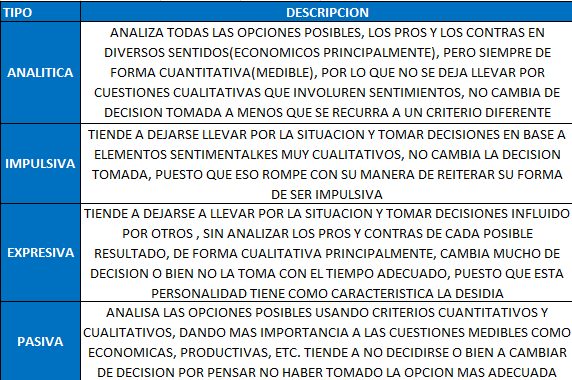 TIPO DESCRIPCION
ANALIZA TODAS LAS OPCIONES POSIBLES, LOS PROS Y LOS CONTRAS EN
DIVERSOS SENTIDOS(ECONOMICOS PRINCIPALMENTE), PERO SIEMPRE DE
ANALITICA FORMA CUANTITATIVA(MEDIBLE), POR LO QUE NO SE DEJA LLEVAR POR
CUESTIONES CUALITATIVAS QUE INVOLUREN SENTIMIENTOS, NO CAMBIA DE
DECISION TOMADA A MENOS QUE SE RECURRA A UN CRITERIO DIFERENTE
TIENDE A DEJARSE LLEVAR POR LA SITUACION Y TOMAR DECISIONES EN BASE A
IMPULSIVA ELEMENTOS SENTIMENTALKES MUY CUALITATIVOS, NO CAMBIA LA DECISION
TOMADA, PUESTO QUE ESO ROMPE CON SU MANERA DE REITERAR SU FORMA
DE SER IMPULSIVA
TIENDE A DEJARSE A LLEVAR POR LA SITUACION Y TOMAR DECISIONES INFLUIDO
POR OTROS , SIN ANALIZAR LOS PROS Y CONTRAS DE CADA POSIBLE
EXPRESIVA RESULTADO, DE FORMA CUALITATIVA PRINCIPALMENTE, CAMBIA MUCHO DE
DECISION O BIEN NO LA TOMA CON EL TIEMPO ADECUADO, PUESTO QUE ESTA
PERSONALIDAD TIENE COMO CARACTERISTICA LA DESIDIA
ANALISA LAS OPCIONES POSIBLES USANDO CRITERIOS CUANTITATIVOS Y
CUALITATIVOS, DANDO MAS IMPORTANCIA A LAS CUESTIONES MEDIBLES COMO
PASIVA ECONOMICAS, PRODUCTIVAS, ETC. TIENDE A NO DECIDIRSE O BIEN A CAMBIAR
DE DECISION POR PENSAR NO HABER TOMADO LA OPCION MAS ADECUADA